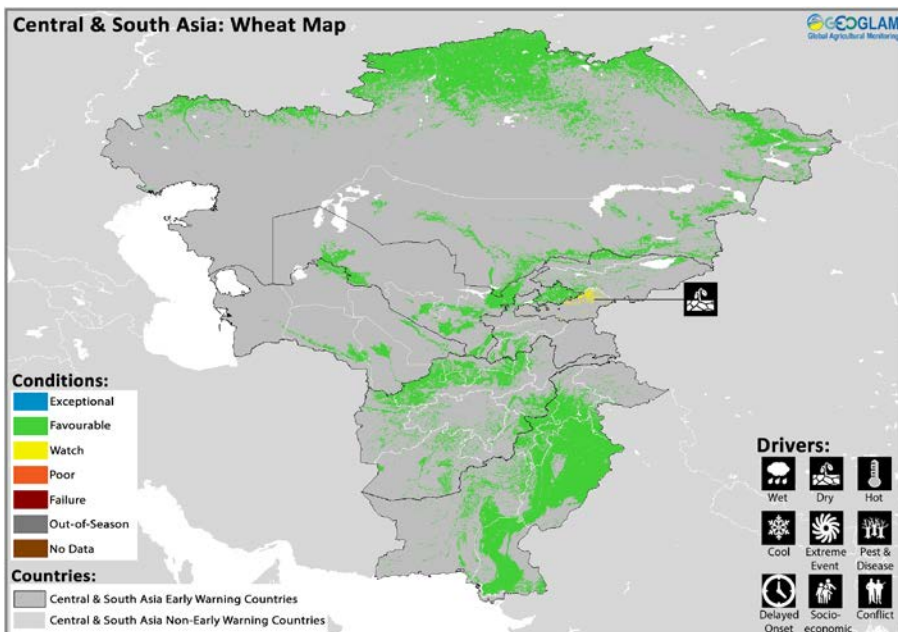 Central & South Asia: Wheat Map
GEOGLAM
Global Agricultural Monitoring
Conditions:
Exceptional
Favourable
Watch
Poor
Failure
Out-of-Season
No Data
Countries:
Central & South Asia Early Warning Countries
Central & South Asia Non-Early Warning Countries
Drivers:
Wet
Dry
Hot
Cool
Extreme
Event
Pest &
Disease
Delayed
Onset
Socio-
economic
Conflict